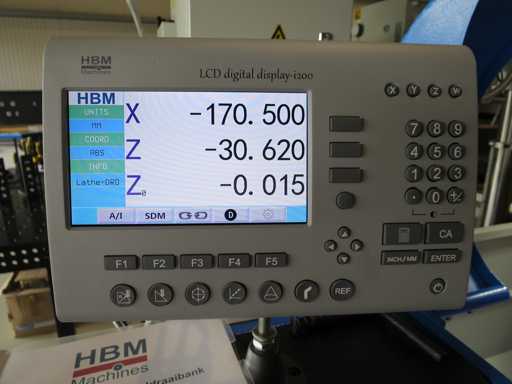 HBM
Machines
LCD digital display-i200
HBM
UNITS
MM
COORD
ABS
INFO
Lathe-DRO
X -170.500
Z -30.620
Z0 -0.015
A/I SDM D
X Y Z
7 8 9
4 5 6
1 2 3
. 0 +/-
CA
INCH/MM ENTER
F1 F2 F3 F4 F5
REF
HBM
Machines
draaibank